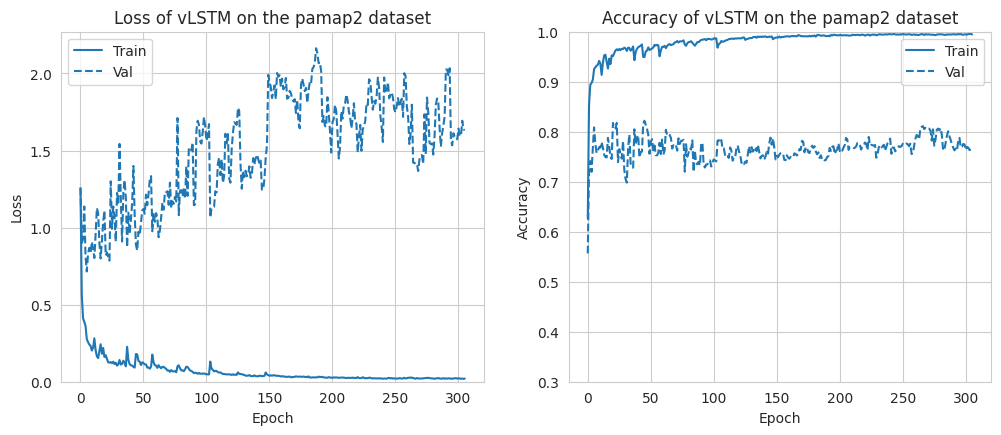 Loss of vLSTM on the pamap2 dataset
Train
Val
2.0
1.5
1.0
0.5
0.0
Loss
0 50 100 150 200 250 300
Epoch
Accuracy of vLSTM on the pamap2 dataset
Train
Val
1.0
0.9
0.8
0.7
0.6
0.5
0.4
0.3
Accuracy
0 50 100 150 200 250 300
Epoch